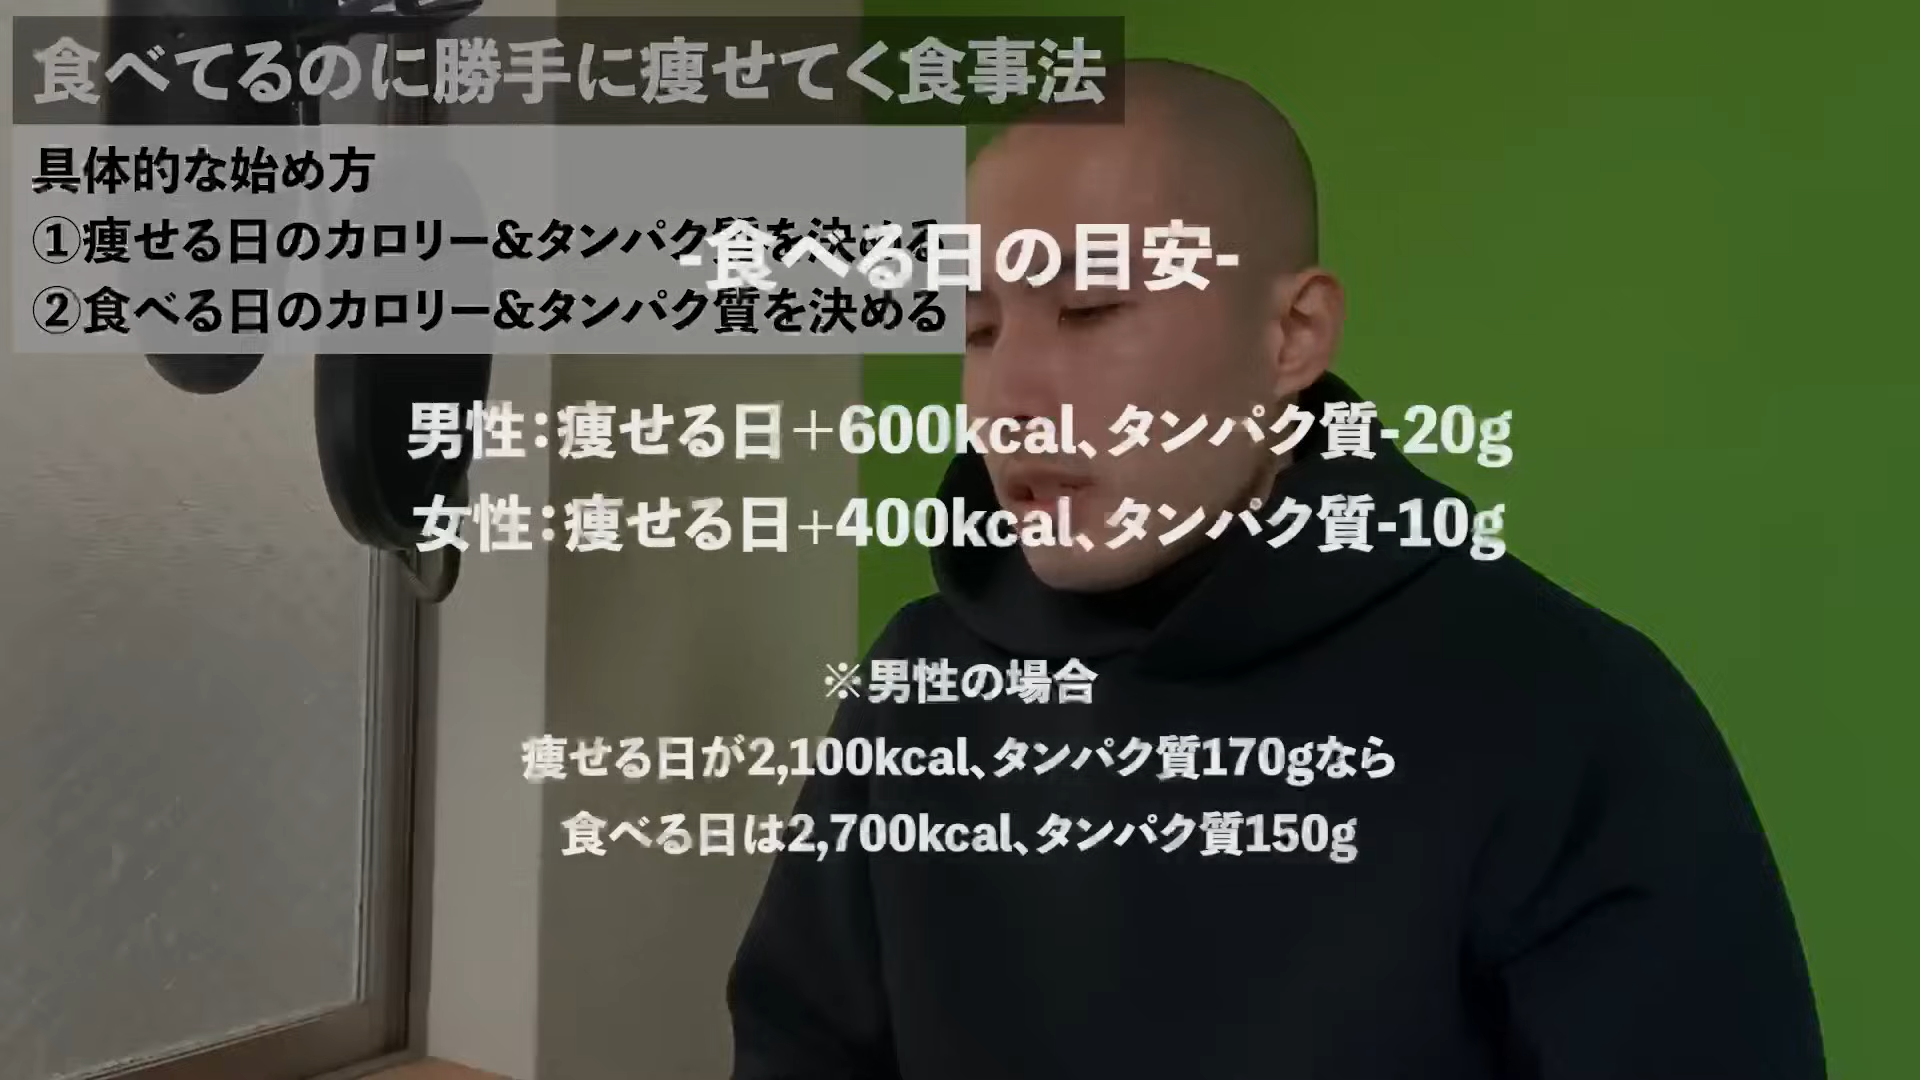 食べてるのに勝手に痩せてく食事法
具体的な始め方
①痩せる日のカロリー&タンパク質を決める
②食べる日のカロリー&タンパク質を決める
-食べる日の目安-
男性:痩せる日＋600kcal、タンパク質-20g
女性:痩せる日+400kcal、タンパク質-10g
※男性の場合
痩せる日が2,100kcal、タンパク質170gなら
食べる日は2,700kcal、タンパク質150g